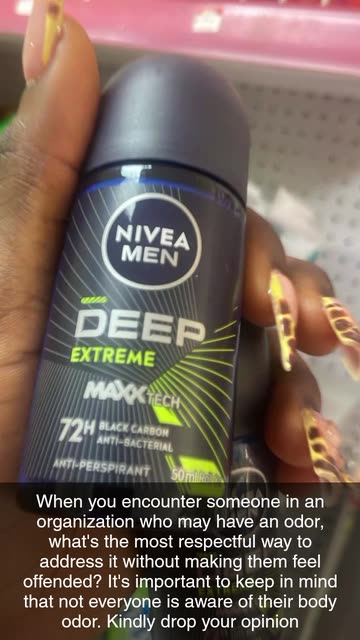 NIVEA
MEN
DEEP
EXTREME
MAXX TECH
72H BLACK CARBON
ANTI-BACTERIAL
ANTI-PERSPIRANT
50ml
When you encounter someone in an
organization who may have an odor,
what's the most respectful way to
address it without making them feel
offended? It's important to keep in mind
that not everyone is aware of their body
odor. Kindly drop your opinion